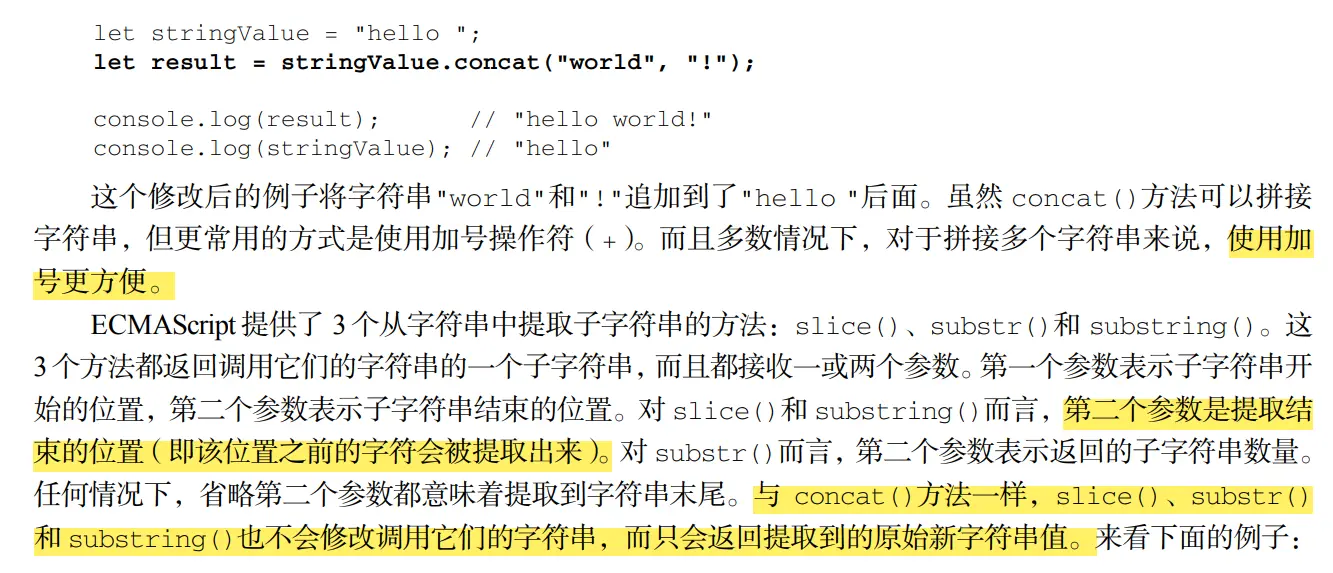 let stringValue = "hello ";
let result = stringValue.concat("world", "!");
console.log(result);      // "hello world!"
console.log(stringValue); // "hello"
这个修改后的例子将字符串"world"和"!"追加到了"hello "后面。虽然 concat()方法可以拼接
字符串，但更常用的方式是使用加号操作符（+）。而且多数情况下，对于拼接多个字符串来说，使用加
号更方便。
ECMAScript 提供了 3 个从字符串中提取子字符串的方法：slice()、substr()和 substring()。这
3 个方法都返回调用它们的字符串的一个子字符串，而且都接收一或两个参数。第一个参数表示子字符串开
始的位置，第二个参数表示子字符串结束的位置。对 slice()和 substring()而言，第二个参数是提取结
束的位置（即该位置之前的字符会被提取出来）。对 substr()而言，第二个参数表示返回的子字符串数量。
任何情况下，省略第二个参数都意味着提取到字符串末尾。与 concat()方法一样，slice()、substr()
和 substring()也不会修改调用它们的字符串，而只会返回提取到的原始新字符串值。来看下面的例子：